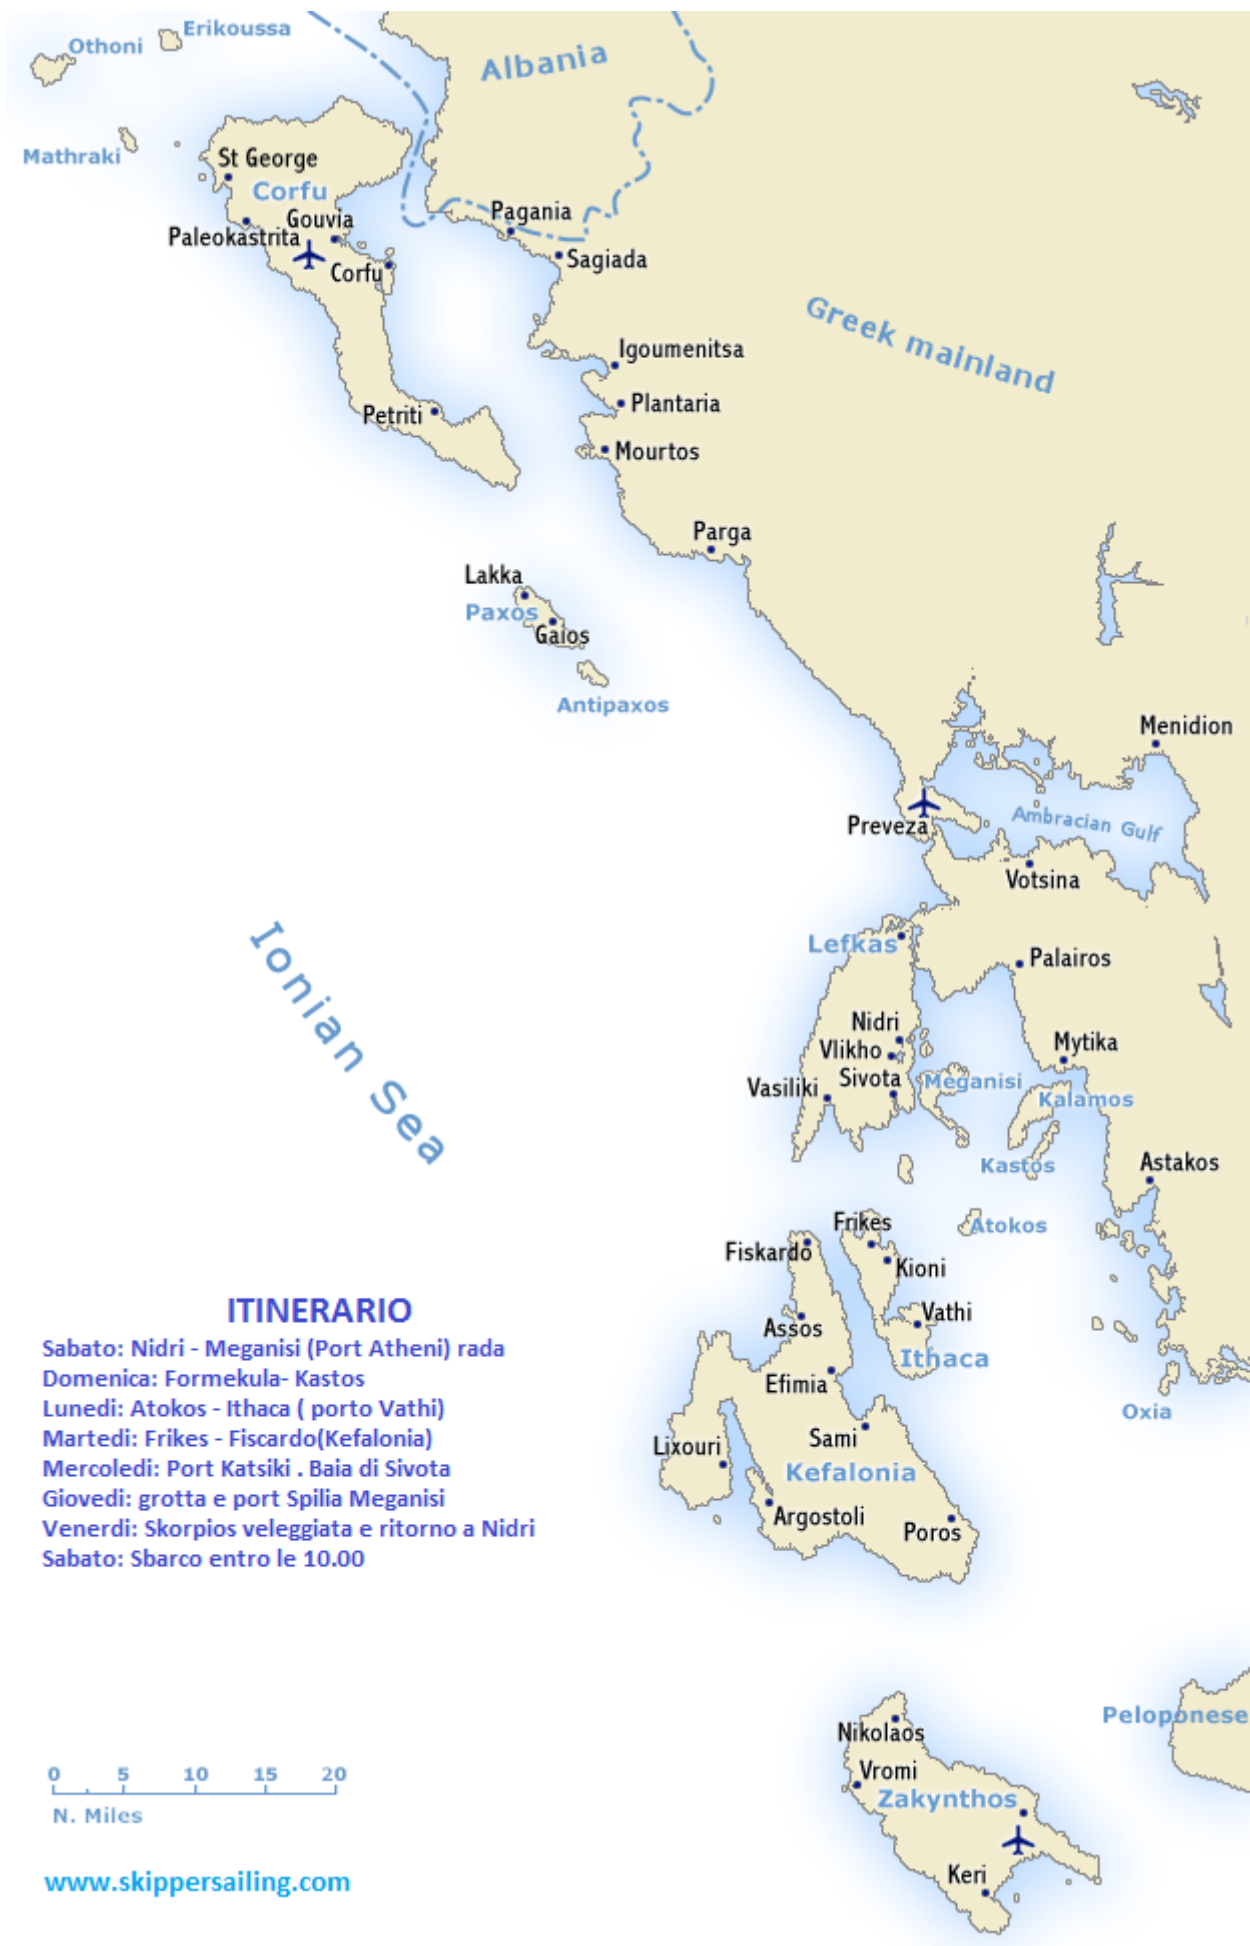 Erikoussa
Othoni
Albania
Mathraki
St George
Corfu
Gouvia
Pagania
Paleokastrita
Sagiada
Corfu
Greek mainland
Igoumenitsa
Plantaria
Petriti
Mourtos
Parga
Lakka
Paxos
Gaios
Antipaxos
Menidion
Preveza
Ambracian Gulf
Votsina
Lefkas
Palairos
Ionian Sea
Nidri
Vlikho
Mytika
Sivota
Meganisi
Vasiliki
Kalamos
Kastos
Astakos
Frikes
Atokos
Fiskardo
Kioni
Vathi
Assos
Ithaca
Efimia
Oxia
Sami
Lixouri
Kefalonia
Argostoli
Poros
ITINERARIO
Sabato: Nidri - Meganisi (Port Atheni) rada
Domenica: Formekula- Kastos
Lunedi: Atokos - Ithaca ( porto Vathi)
Martedi: Frikes - Fiscardo(Kefalonia)
Mercoledi: Port Katsiki . Baia di Sivota
Giovedi: grotta e port Spilia Meganisi
Venerdi: Skorpios veleggiata e ritorno a Nidri
Sabato: Sbarco entro le 10.00
Peloponese
Nikolaos
Vromi
Zakynthos
Keri
0 5 10 15 20
N. Miles
www.skippersailing.com